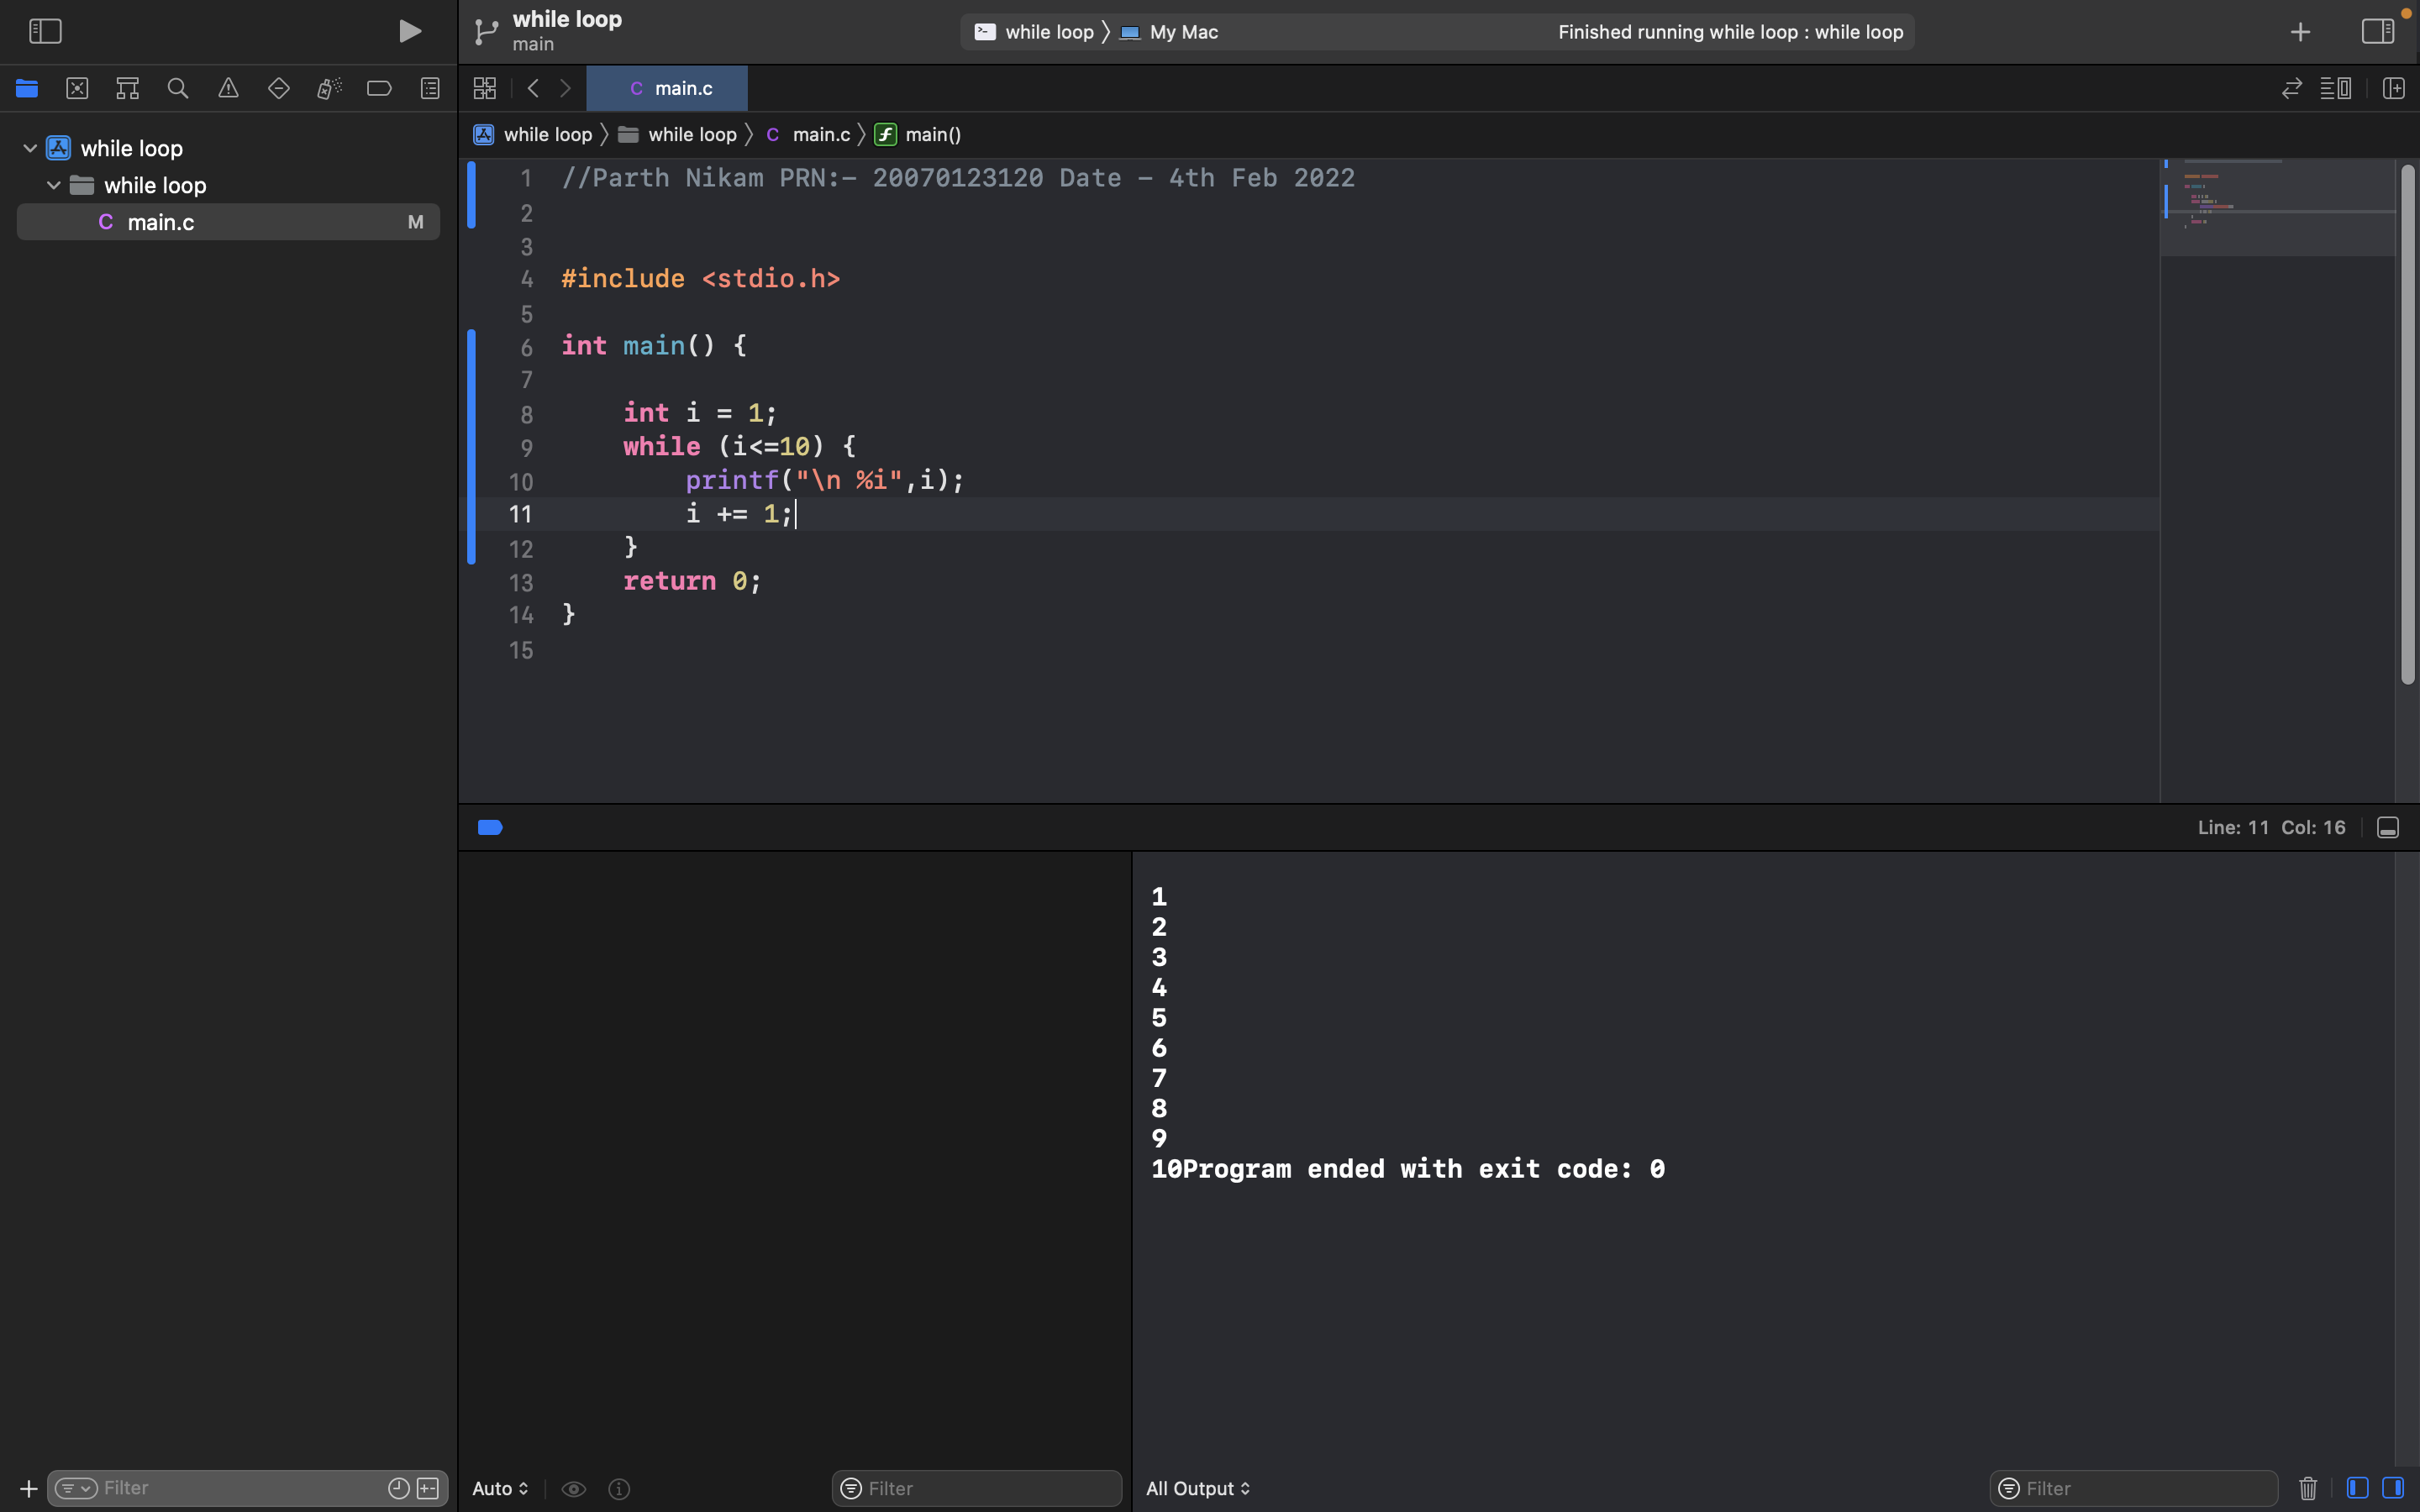 while loop
main
while loop 〉 My Mac
Finished running while loop : while loop
C main.c
while loop 〉 while loop 〉 C main.c 〉 f main()
while loop
while loop
C main.c M
1 //Parth Nikam PRN:- 20070123120 Date - 4th Feb 2022
2
3
4 #include <stdio.h>
5
6 int main() {
7
8 int i = 1;
9 while (i<=10) {
10 printf("\n %i",i);
11 i += 1;
12 }
13 return 0;
14 }
15
Line: 11 Col: 16
1
2
3
4
5
6
7
8
9
10Program ended with exit code: 0
Filter
Auto
Filter
All Output
Filter